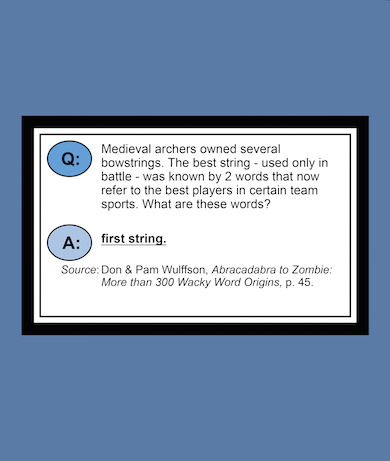 Q: Medieval archers owned several
bowstrings. The best string - used only in
battle - was known by 2 words that now
refer to the best players in certain team
sports. What are these words?
A: first string.
Source: Don & Pam Wulffson, Abracadabra to Zombie:
More than 300 Wacky Word Origins, p. 45.